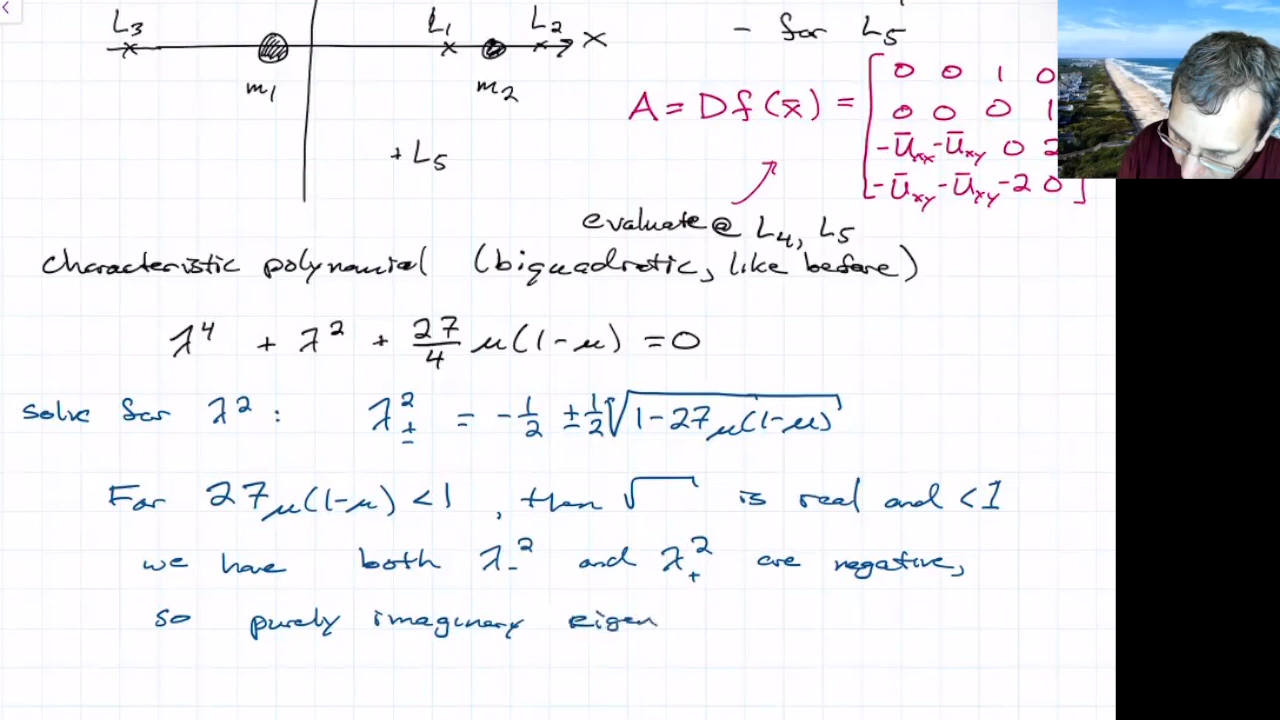 L₃ L₁ L₂ x
m₁ m₂
+ L₅
- for L₅
A = Df(x̄) = [0 0 1 0
0 0 0 1
-Ūxx -Ūxy 0 2
-Ūxy -Ūxy -2 0]
evaluate @ L₄, L₅
characteristic polynomial (biquadratic, like before)
λ⁴ + λ² + 27/4 μ(1-μ) = 0
solve for λ² : λ²± = -1/2 ± 1/2 √(1-27μ(1-μ))
For 27μ(1-μ) < 1, then √ is real and < 1
we have both λ₋² and λ₊² are negative,
so purely imaginary eigen